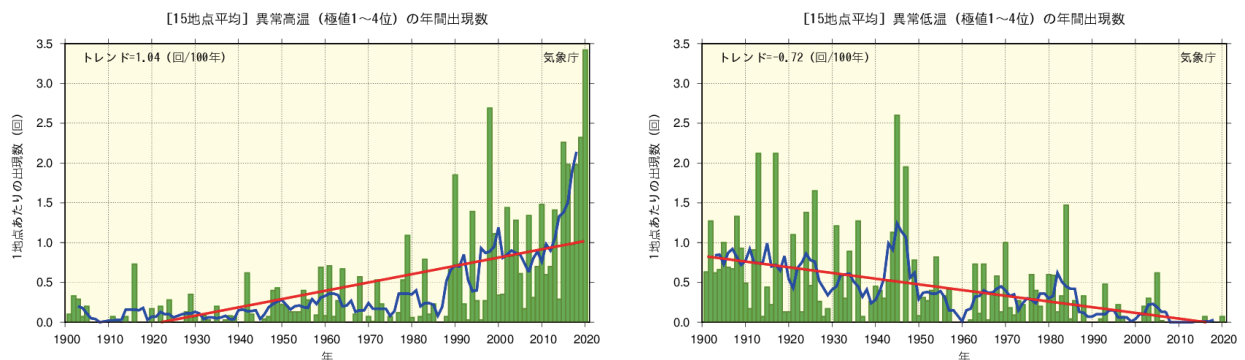 [15地点平均] 異常高温（極値1～4位）の年間出現数
トレンド=1.04（回/100年）
気象庁
1地点あたりの出現数（回）
3.5
3.0
2.5
2.0
1.5
1.0
0.5
0.0
1900 1910 1920 1930 1940 1950 1960 1970 1980 1990 2000 2010 2020
年
[15地点平均] 異常低温（極値1～4位）の年間出現数
トレンド=-0.72（回/100年）
気象庁
1地点あたりの出現数（回）
3.5
3.0
2.5
2.0
1.5
1.0
0.5
0.0
1900 1910 1920 1930 1940 1950 1960 1970 1980 1990 2000 2010 2020
年